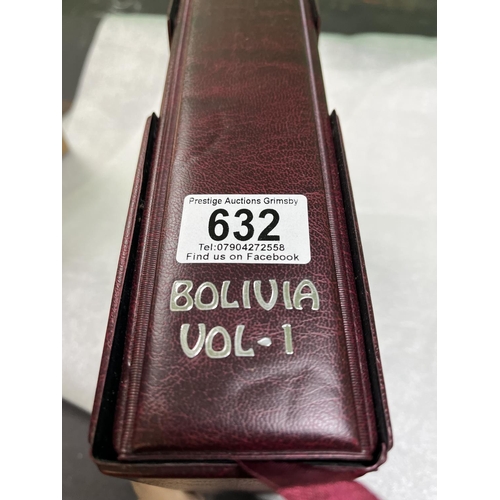 Prestige Auctions Grimsby
632
Tel:07904272558
Find us on Facebook
BOLIVIA
VOL-1